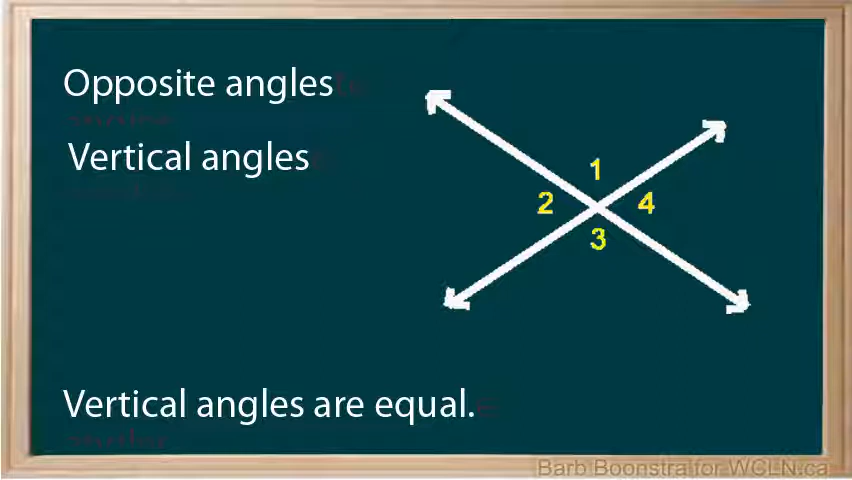 Opposite angles
Vertical angles
1
2
4
3
Vertical angles are equal.
Barb Boonstra for WCLN.ca